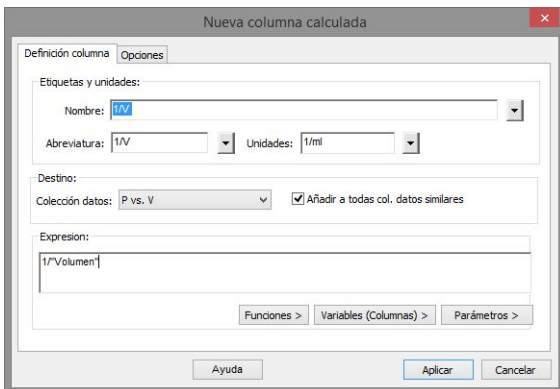 Nueva columna calculada
Definición columna Opciones
Etiquetas y unidades:
Nombre: 1/V
Abreviatura: 1/V Unidades: 1/ml
Destino:
Colección datos: P vs. V Añadir a todas col. datos similares
Expresion:
1/"Volumen"
Funciones > Variables (Columnas) > Parámetros >
Ayuda Aplicar Cancelar